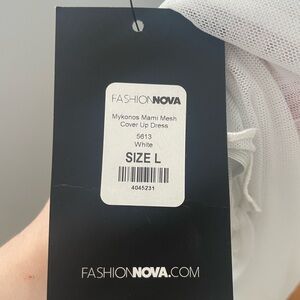 FASHIONNOVA
Mykonos Mami Mesh
Cover Up Dress
5613
White
SIZE L
4045231
FASHIONNOVA.COM